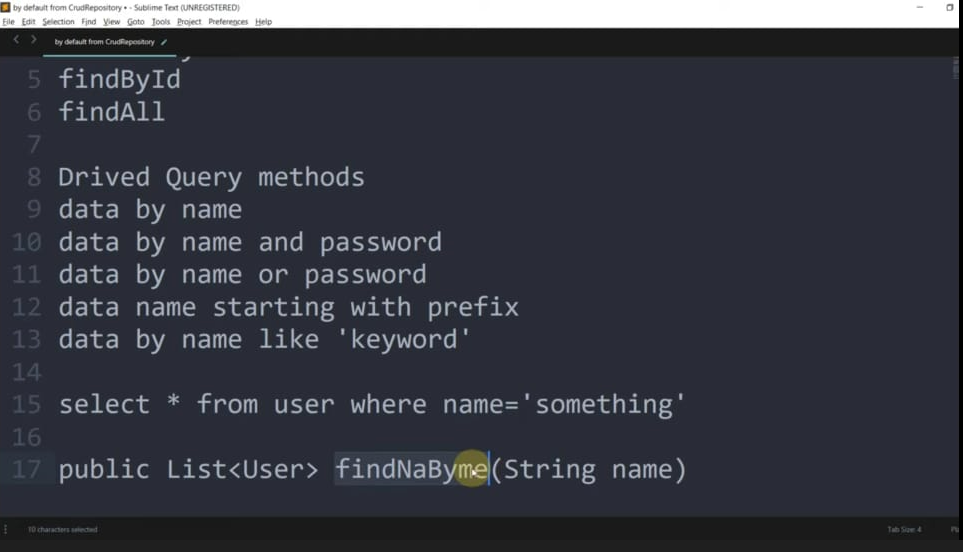 by default from CrudRepository • - Sublime Text (UNREGISTERED)
File Edit Selection Find View Goto Tools Project Preferences Help
by default from CrudRepository
5 findById
6 findAll
7
8 Drived Query methods
9 data by name
10 data by name and password
11 data by name or password
12 data name starting with prefix
13 data by name like 'keyword'
14
15 select * from user where name='something'
16
17 public List<User> findNaByme(String name)
10 characters selected
Tab Size: 4